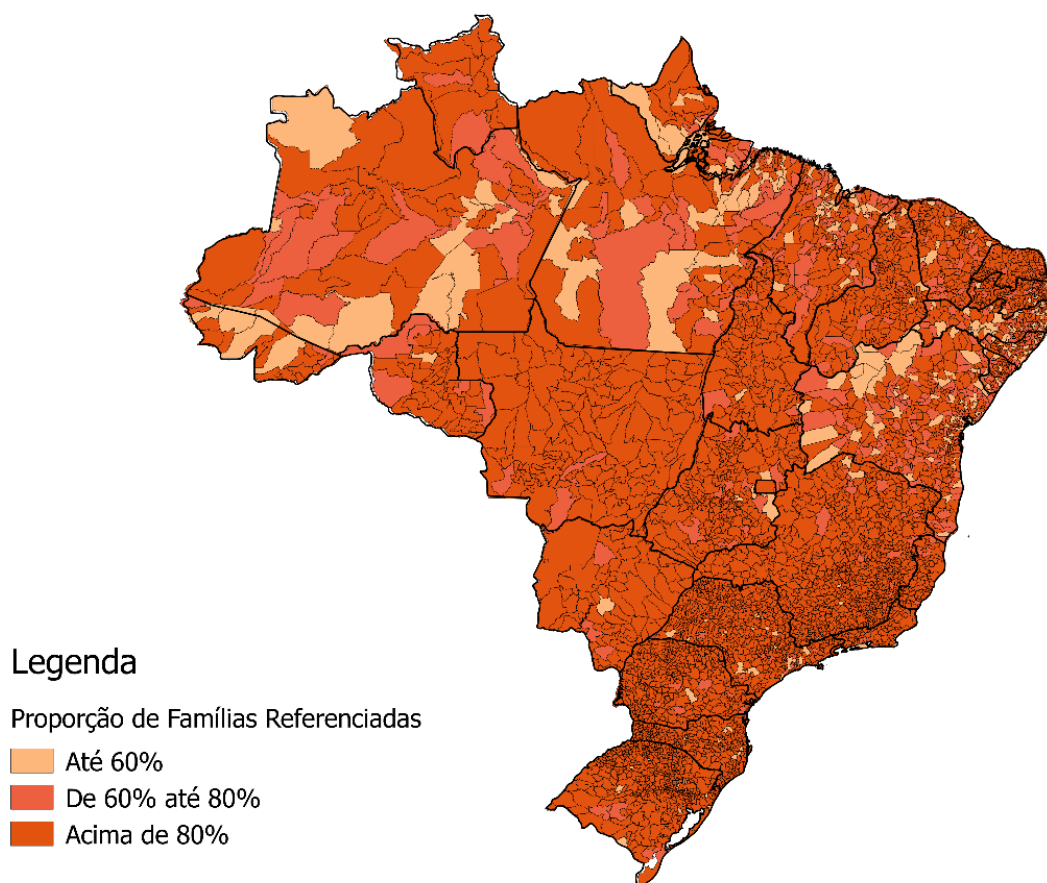 Legenda
Proporção de Famílias Referenciadas
Até 60%
De 60% até 80%
Acima de 80%